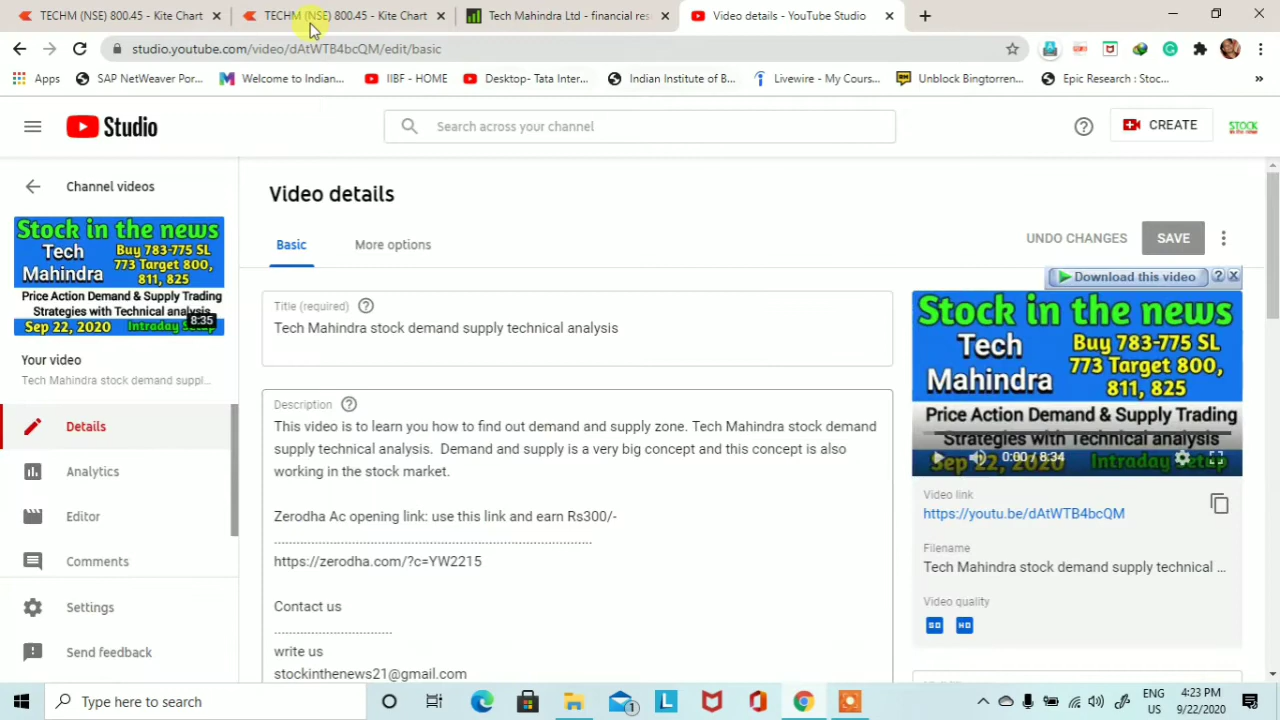 TECHM (NSE) 800.45 - Kite Chart
TECHM (NSE) 800.45 - Kite Chart
Tech Mahindra Ltd - financial res
Video details - YouTube Studio
studio.youtube.com/video/dAtWTB4bcQM/edit/basic
Apps
SAP NetWeaver Por...
Welcome to Indian...
IIBF - HOME
Desktop- Tata Inter...
Indian Institute of B...
Livewire - My Cours...
Unblock Bingtorren...
Epic Research : Stoc...
»
Studio
Search across your channel
CREATE
STOCK
in the news
Channel videos
Stock in the news
Tech
Mahindra
Buy 783-775 SL
773 Target 800,
811, 825
Price Action Demand & Supply Trading
Strategies with Technical analysis
8:35
Sep 22, 2020 Intraday Setup
Your video
Tech Mahindra stock demand suppl...
Details
Analytics
Editor
Comments
Settings
Send feedback
Video details
Basic
More options
UNDO CHANGES
SAVE
Title (required)
Tech Mahindra stock demand supply technical analysis
Description
This video is to learn you how to find out demand and supply zone. Tech Mahindra stock demand
supply technical analysis.  Demand and supply is a very big concept and this concept is also
working in the stock market.
Zerodha Ac opening link: use this link and earn Rs300/-
https://zerodha.com/?c=YW2215
Contact us
write us
stockinthenews21@gmail.com
Download this video
Stock in the news
Tech
Mahindra
Buy 783-775 SL
773 Target 800,
811, 825
Price Action Demand & Supply Trading
Strategies with Technical analysis
Sep 22, 2020 Intraday Setup
0:00 / 8:34
Video link
https://youtu.be/dAtWTB4bcQM
Filename
Tech Mahindra stock demand supply technical ...
Video quality
SD HD
Type here to search
1
L
ENG
US
4:23 PM
9/22/2020